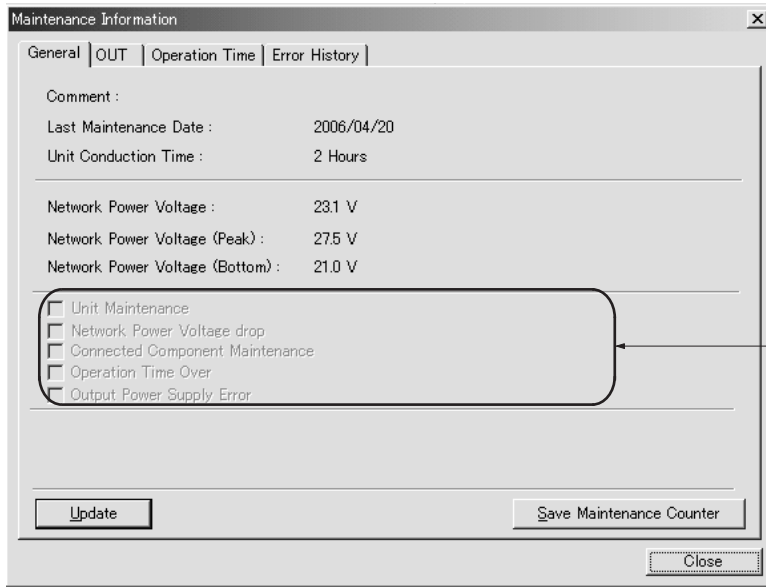 Maintenance Information
General OUT Operation Time Error History
Comment :
Last Maintenance Date : 2006/04/20
Unit Conduction Time : 2 Hours
Network Power Voltage : 23.1 V
Network Power Voltage (Peak) : 27.5 V
Network Power Voltage (Bottom) : 21.0 V
Unit Maintenance
Network Power Voltage drop
Connected Component Maintenance
Operation Time Over
Output Power Supply Error
Update Save Maintenance Counter
Close